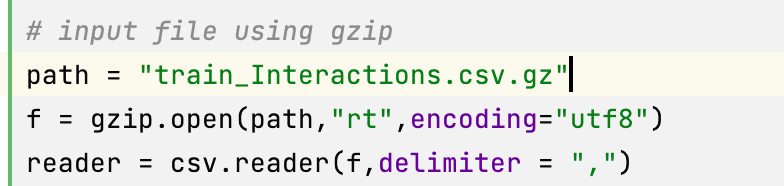 # input file using gzip
path = "train_Interactions.csv.gz"
f = gzip.open(path,"rt",encoding="utf8")
reader = csv.reader(f,delimiter = ",")